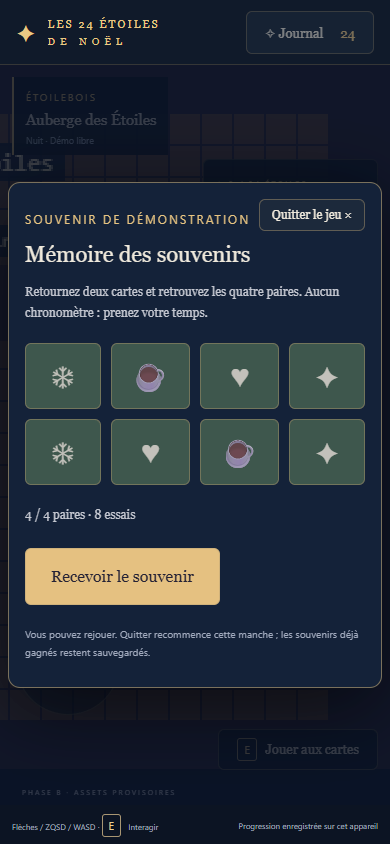 LES 24 ÉTOILES
DE NOËL
✧ Journal 24
ÉTOILEBOIS
Auberge des Étoiles
Nuit · Démo libre
oiles
SOUVENIR DE DÉMONSTRATION
Quitter le jeu ×
Mémoire des souvenirs
Retournez deux cartes et retrouvez les quatre paires. Aucun
chronomètre : prenez votre temps.
4 / 4 paires · 8 essais
Recevoir le souvenir
Vous pouvez rejouer. Quitter recommence cette manche ; les souvenirs déjà
gagnés restent sauvegardés.
E Jouer aux cartes
PHASE B · ASSETS PROVISOIRES
Flèches / ZQSD / WASD · E Interagir
Progression enregistrée sur cet appareil